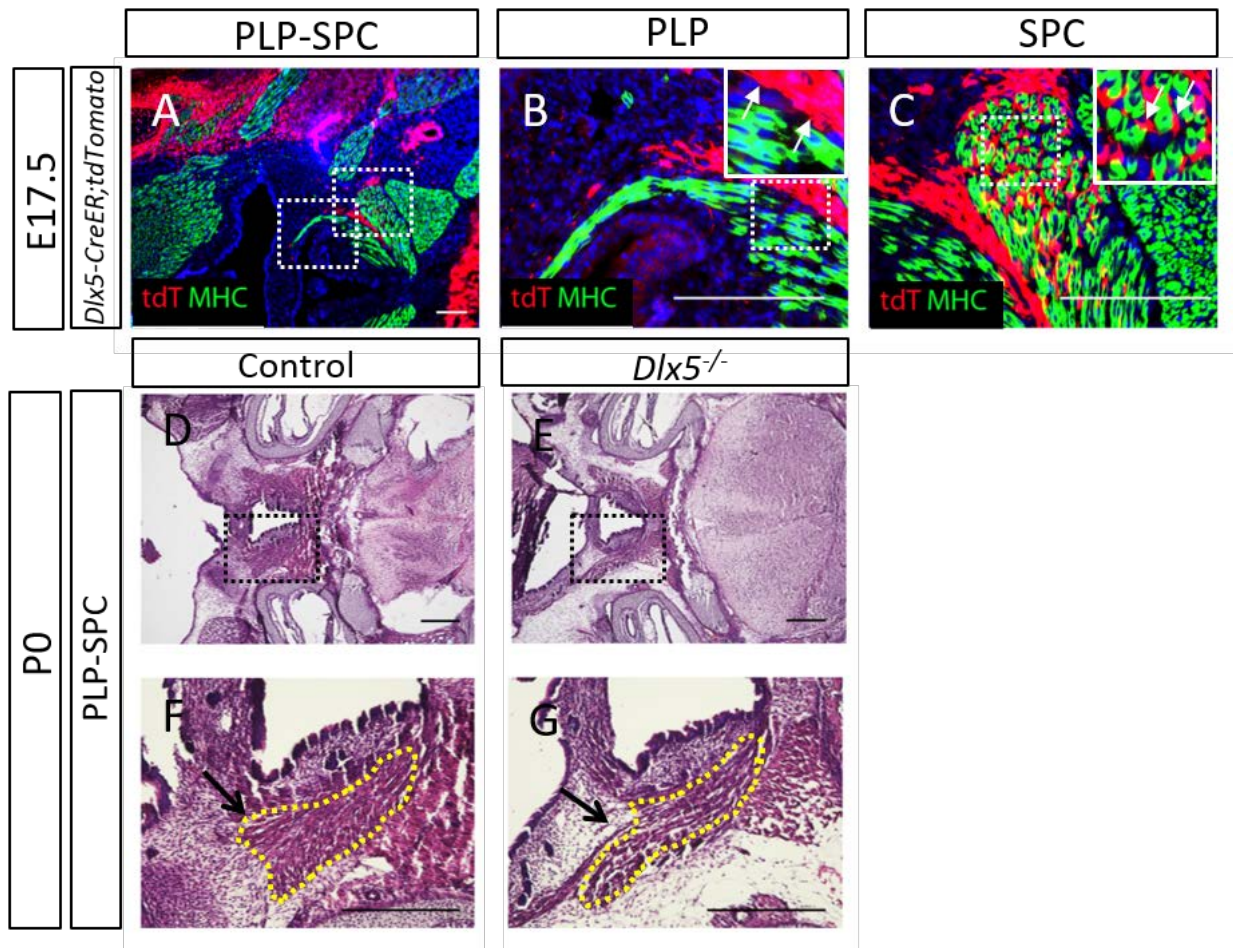 PLP-SPC
PLP
SPC
E17.5
Dlx5-CreER;tdTomato
A
B
C
tdT MHC
tdT MHC
tdT MHC
Control
Dlx5-/-
P0
PLP-SPC
D
E
F
G